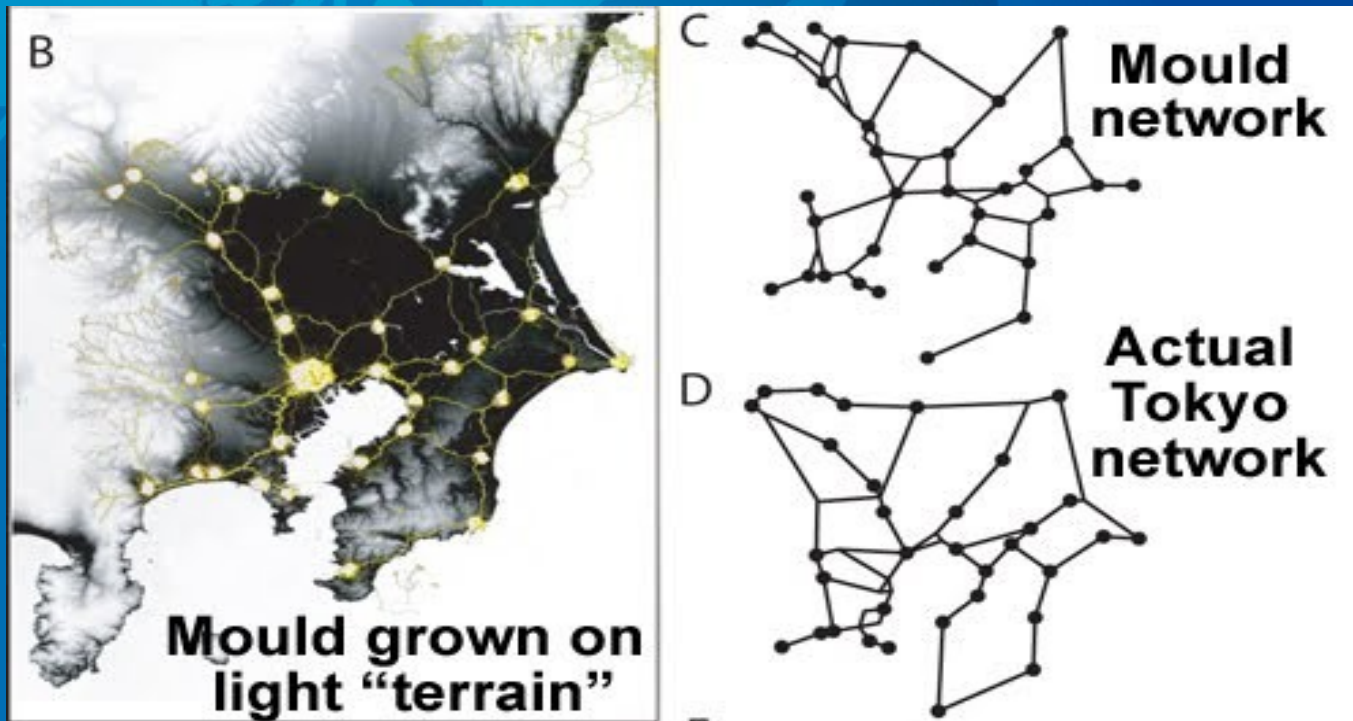 B
Mould grown on
light “terrain”
C
Mould
network
D
Actual
Tokyo
network